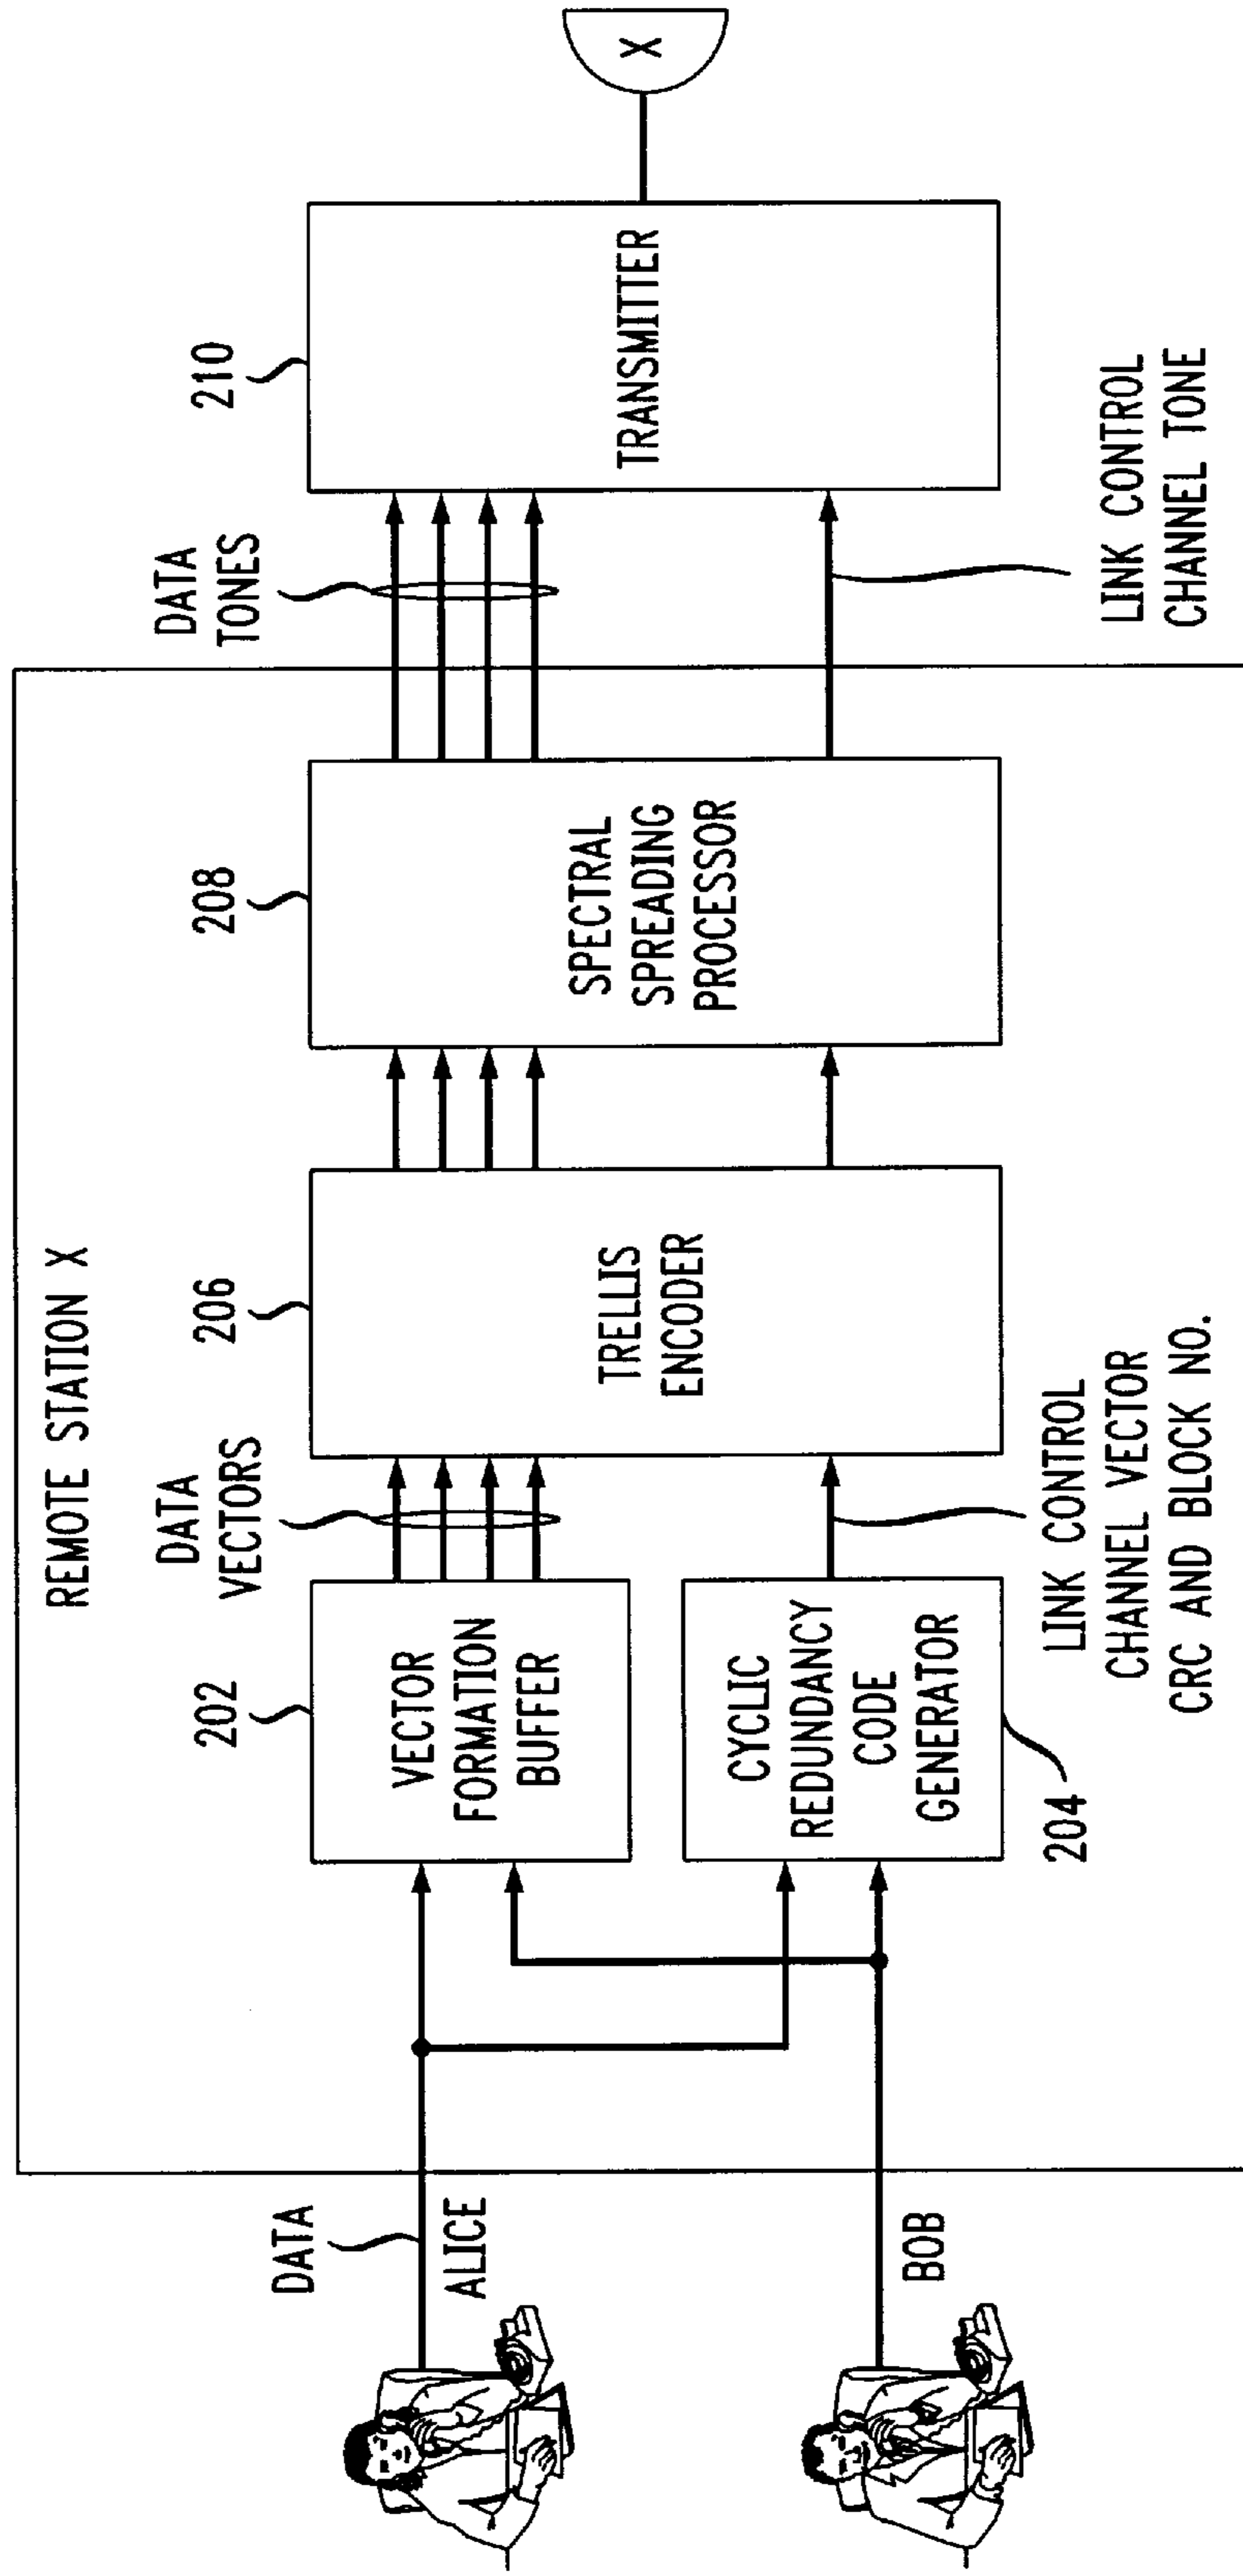 REMOTE STATION X
DATA
ALICE
BOB
202
VECTOR
FORMATION
BUFFER
CYCLIC
REDUNDANCY
CODE
GENERATOR
204
DATA
VECTORS
LINK CONTROL
CHANNEL VECTOR
CRC AND BLOCK NO.
206
TRELLIS
ENCODER
208
SPECTRAL
SPREADING
PROCESSOR
DATA
TONES
LINK CONTROL
CHANNEL TONE
210
TRANSMITTER
X